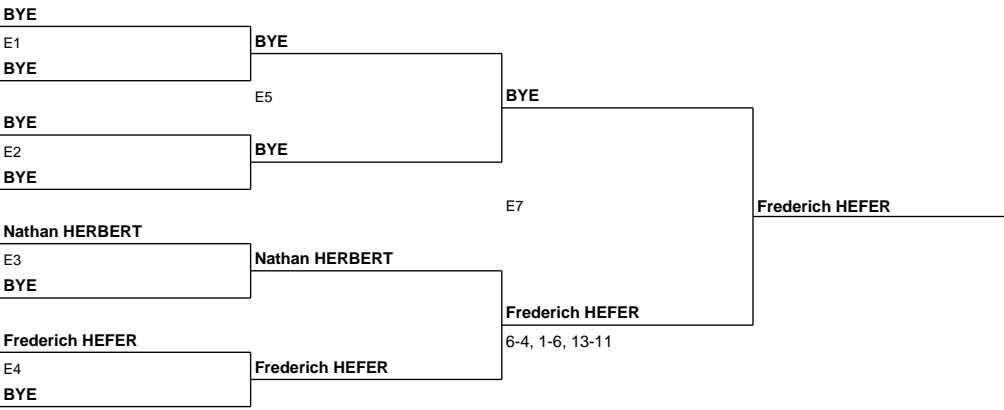 BYE
E1
BYE
BYE
E2
BYE
Nathan HERBERT
E3
BYE
Frederich HEFER
E4
BYE
BYE
E5
BYE
Nathan HERBERT
Frederich HEFER
BYE
E7
Frederich HEFER
6-4, 1-6, 13-11
Frederich HEFER